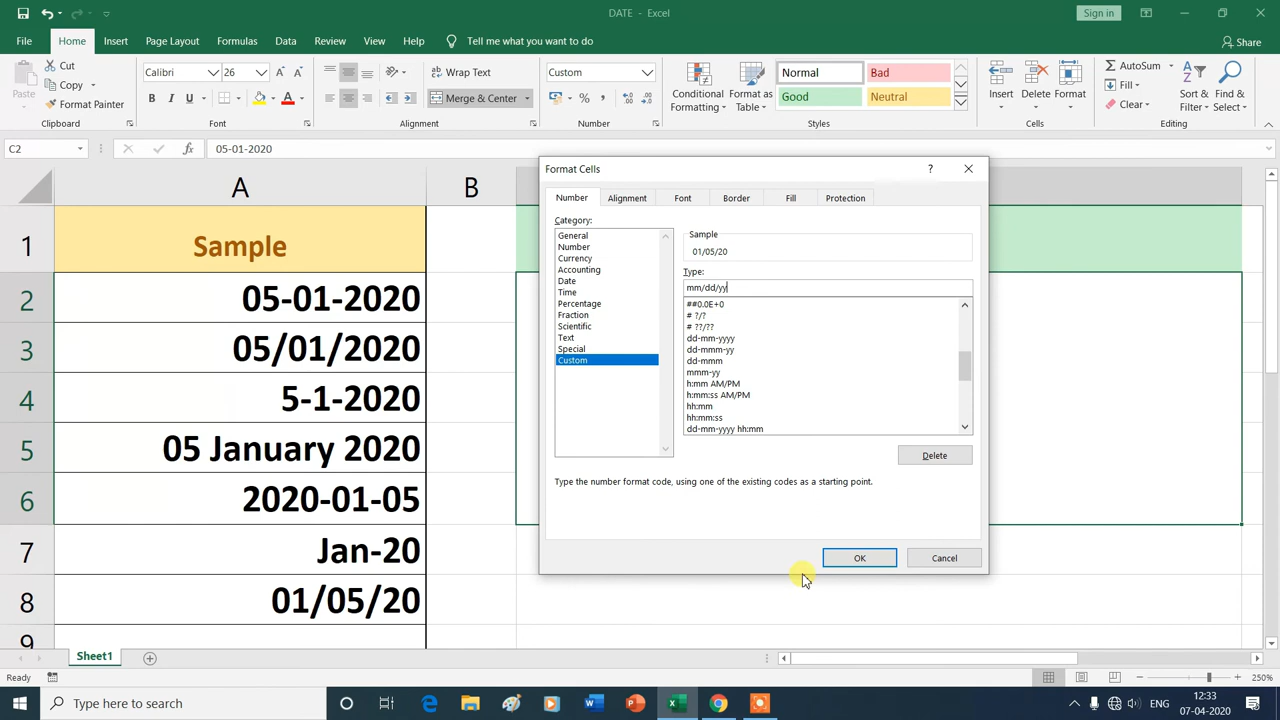 DATE - Excel
Sign in
File Home Insert Page Layout Formulas Data Review View Help Tell me what you want to do Share
Cut
Copy
Format Painter
Paste
Clipboard
Calibri 26
B I U
Font
Wrap Text
Merge & Center
Alignment
Custom
Number
Conditional Formatting
Format as Table
Normal Bad
Good Neutral
Styles
Insert Delete Format
Cells
AutoSum
Fill
Clear
Sort & Filter
Find & Select
Editing
C2 fx 05-01-2020
A B
1 Sample
2 05-01-2020
3 05/01/2020
4 5-1-2020
5 05 January 2020
6 2020-01-05
7 Jan-20
8 01/05/20
9
Format Cells ?
Number Alignment Font Border Fill Protection
Category:
General
Number
Currency
Accounting
Date
Time
Percentage
Fraction
Scientific
Text
Special
Custom
Sample
01/05/20
Type:
mm/dd/yy
##0.0E+0
# ?/?
# ??/??
dd-mm-yyyy
dd-mmm-yy
dd-mmm
mmm-yy
h:mm AM/PM
h:mm:ss AM/PM
hh:mm
hh:mm:ss
dd-mm-yyyy hh:mm
Delete
Type the number format code, using one of the existing codes as a starting point.
OK Cancel
Sheet1
Ready
250%
Type here to search
ENG
12:33
07-04-2020